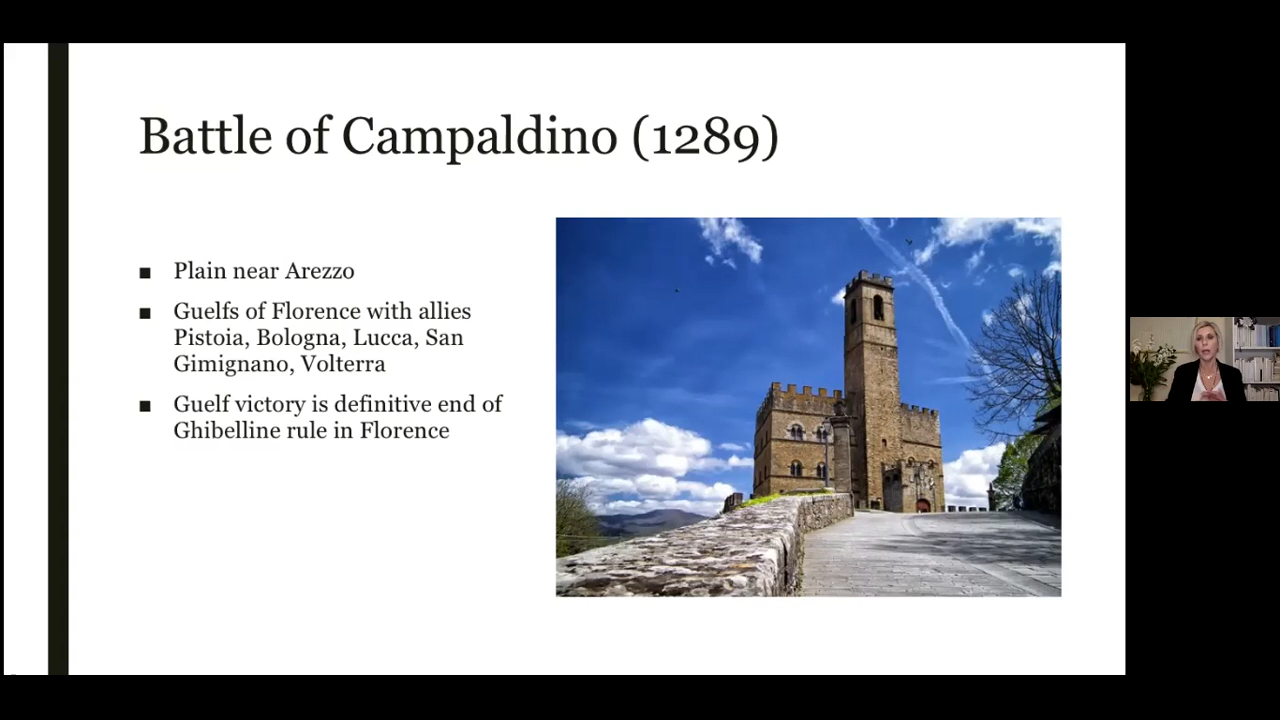 Battle of Campaldino (1289)
■ Plain near Arezzo
■ Guelfs of Florence with allies
Pistoia, Bologna, Lucca, San
Gimignano, Volterra
■ Guelf victory is definitive end of
Ghibelline rule in Florence